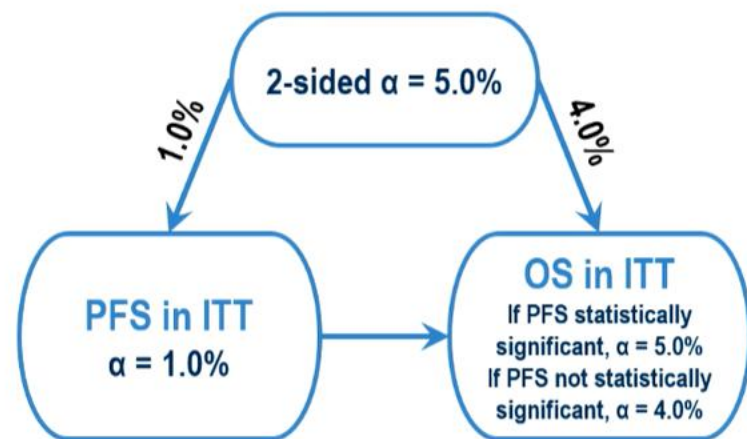 2-sided α = 5.0%
1.0%
4.0%
PFS in ITT
α = 1.0%
OS in ITT
If PFS statistically
significant, α = 5.0%
If PFS not statistically
significant, α = 4.0%